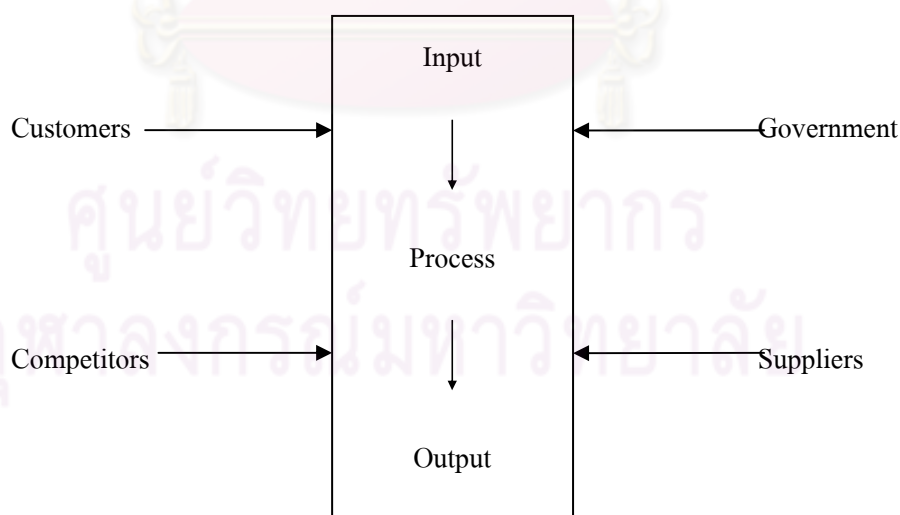 Input
Customers Government
ศูนย์วิทยทรัพยากร
Process
จุฬาลงกรณ์มหาวิทยาลัย
Competitors Suppliers
Output